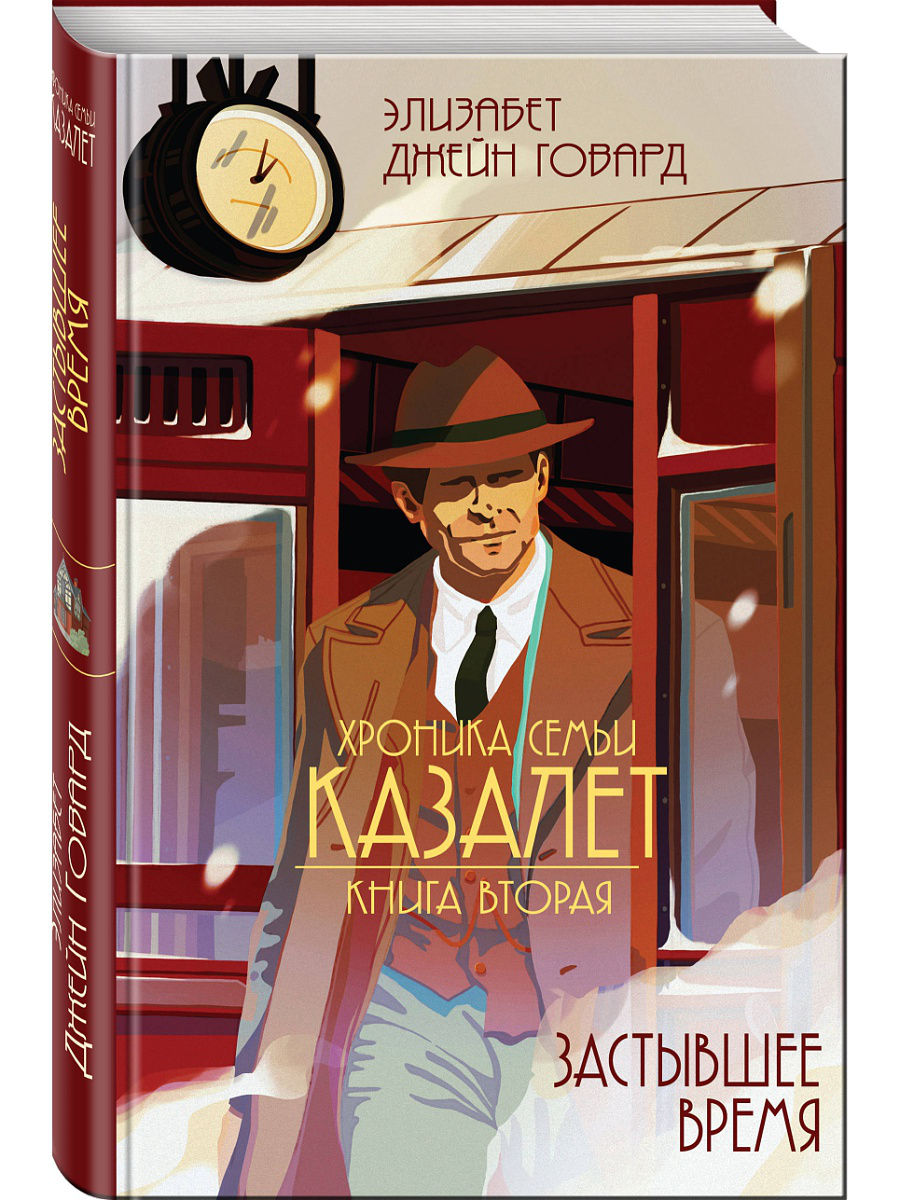 ЭЛИЗАБЕТ
ДЖЕЙН ГОВАРД
ХРОНИКА СЕМЬИ
КАЗАЛЕТ
КНИГА ВТОРАЯ
ЗАСТЫВШЕЕ
ВРЕМЯ
ХРОНИКА СЕМЬИ
КАЗАЛЕТ
ЗАСТЫВШЕЕ
ВРЕМЯ
ЭЛИЗАБЕТ
ДЖЕЙН ГОВАРД